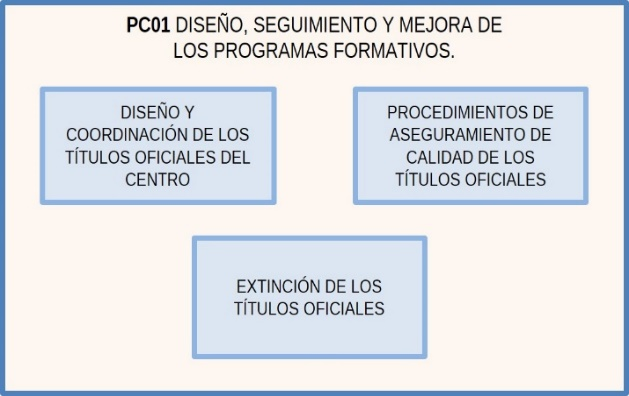 PC01 DISEÑO, SEGUIMIENTO Y MEJORA DE
LOS PROGRAMAS FORMATIVOS.
DISEÑO Y
COORDINACIÓN DE LOS
TÍTULOS OFICIALES DEL
CENTRO
PROCEDIMIENTOS DE
ASEGURAMIENTO DE
CALIDAD DE LOS
TÍTULOS OFICIALES
EXTINCIÓN DE LOS
TÍTULOS OFICIALES